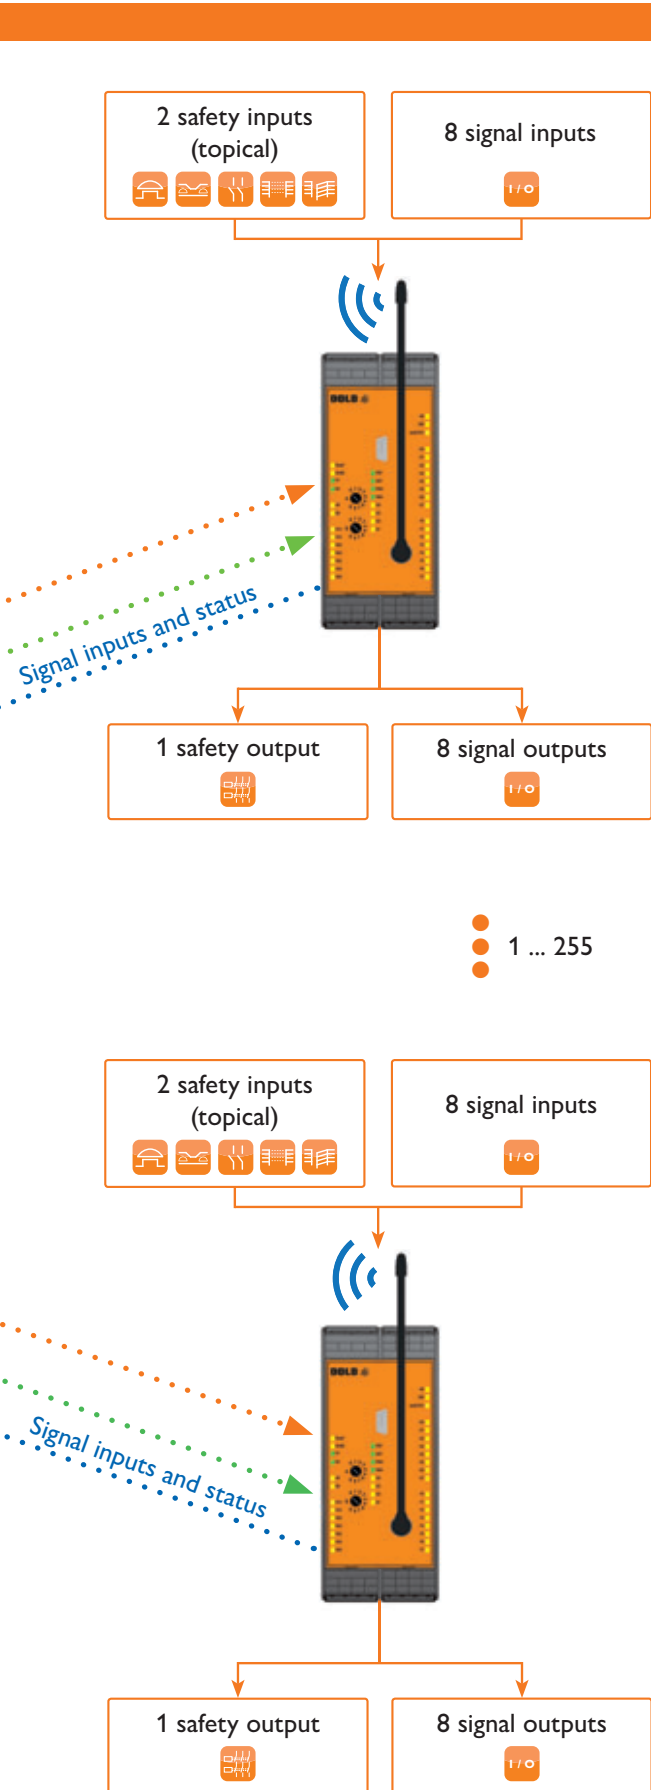 2 safety inputs
(topical)
8 signal inputs
I/O
DOLD
Signal inputs and status
1 safety output
8 signal outputs
I/O
1 ... 255
2 safety inputs
(topical)
8 signal inputs
I/O
DOLD
Signal inputs and status
1 safety output
8 signal outputs
I/O